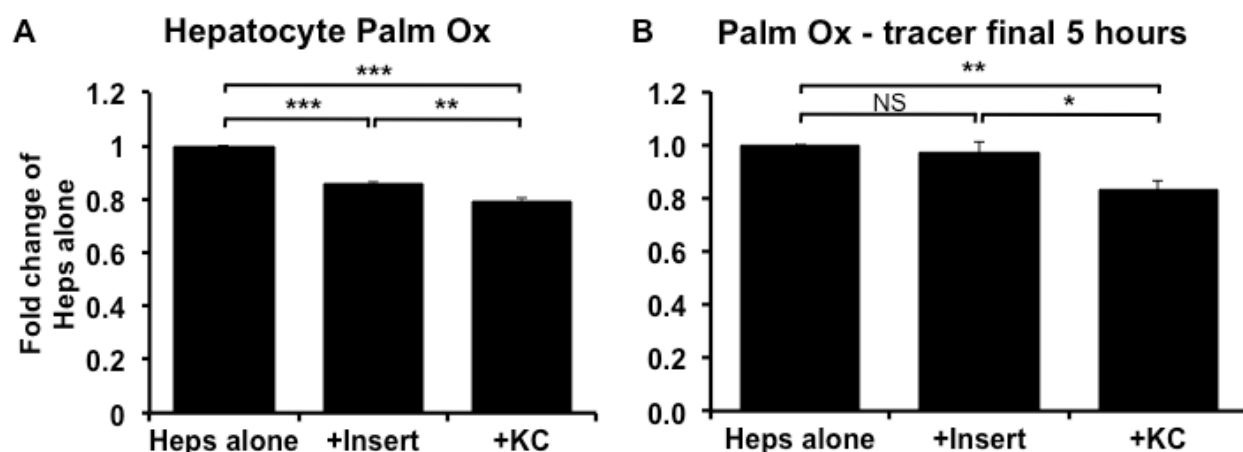 A
Hepatocyte Palm Ox
***
***
**
Fold change of
Heps alone
1.2
1
0.8
0.6
0.4
0.2
0
Heps alone
+Insert
+KC
B
Palm Ox - tracer final 5 hours
**
NS
*
1.2
1.0
0.8
0.6
0.4
0.2
0.0
Heps alone
+Insert
+KC